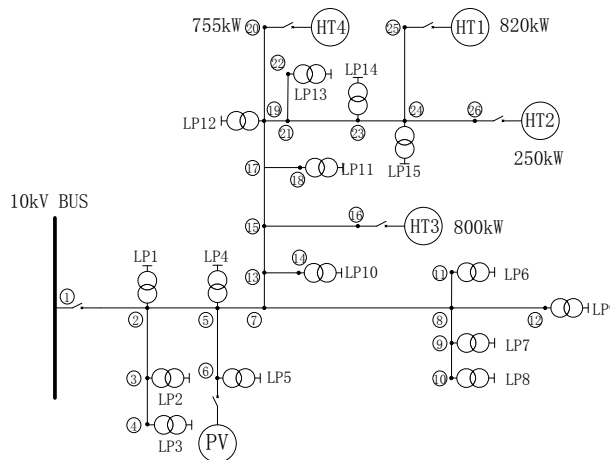 755kW
⑳
HT4
㉕
HT1
820kW
㉒
LP14
LP13
LP12
⑲
㉑
㉓
㉔
㉖
HT2
LP15
250kW
⑰
⑱
LP11
10kV BUS
⑮
⑯
HT3
800kW
LP1
LP4
⑭
LP10
⑬
⑪
LP6
①
②
⑤
⑦
⑧
⑫
⑨
LP7
③
LP2
⑥
LP5
⑩
LP8
④
LP3
PV